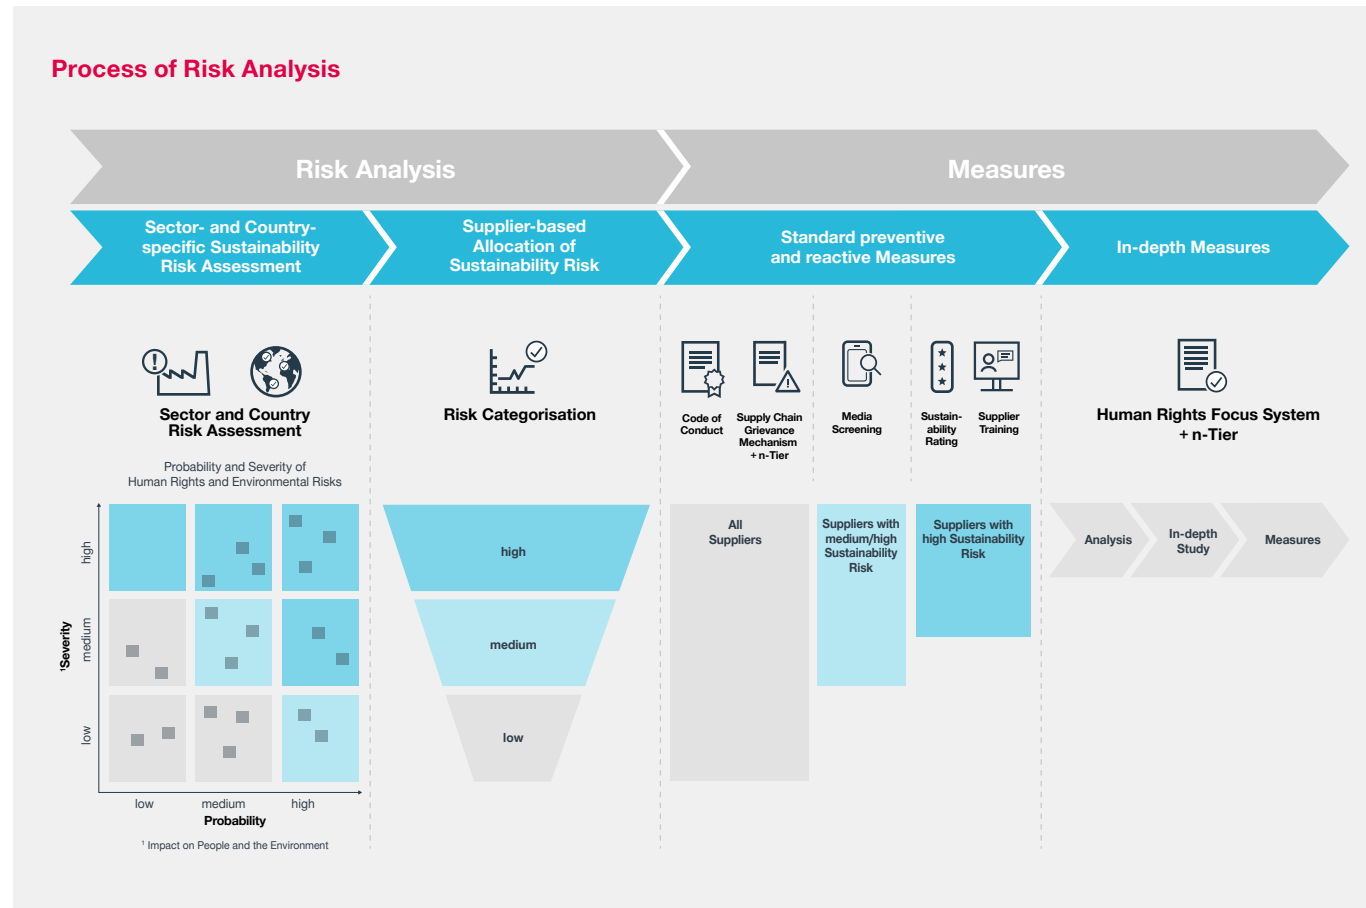 Process of Risk Analysis
Risk Analysis
Measures
Sector- and Country-
specific Sustainability
Risk Assessment
Supplier-based
Allocation of
Sustainability Risk
Standard preventive
and reactive Measures
In-depth Measures
Sector and Country
Risk Assessment
Probability and Severity of
Human Rights and Environmental Risks
¹Severity
high
medium
low
low
medium
high
Probability
¹ Impact on People and the Environment
Risk Categorisation
high
medium
low
Code of
Conduct
Supply Chain
Grievance
Mechanism
+ n-Tier
Media
Screening
Sustain-
ability
Rating
Supplier
Training
All
Suppliers
Suppliers with
medium/high
Sustainability
Risk
Suppliers with
high Sustainability
Risk
Human Rights Focus System
+ n-Tier
Analysis
In-depth
Study
Measures